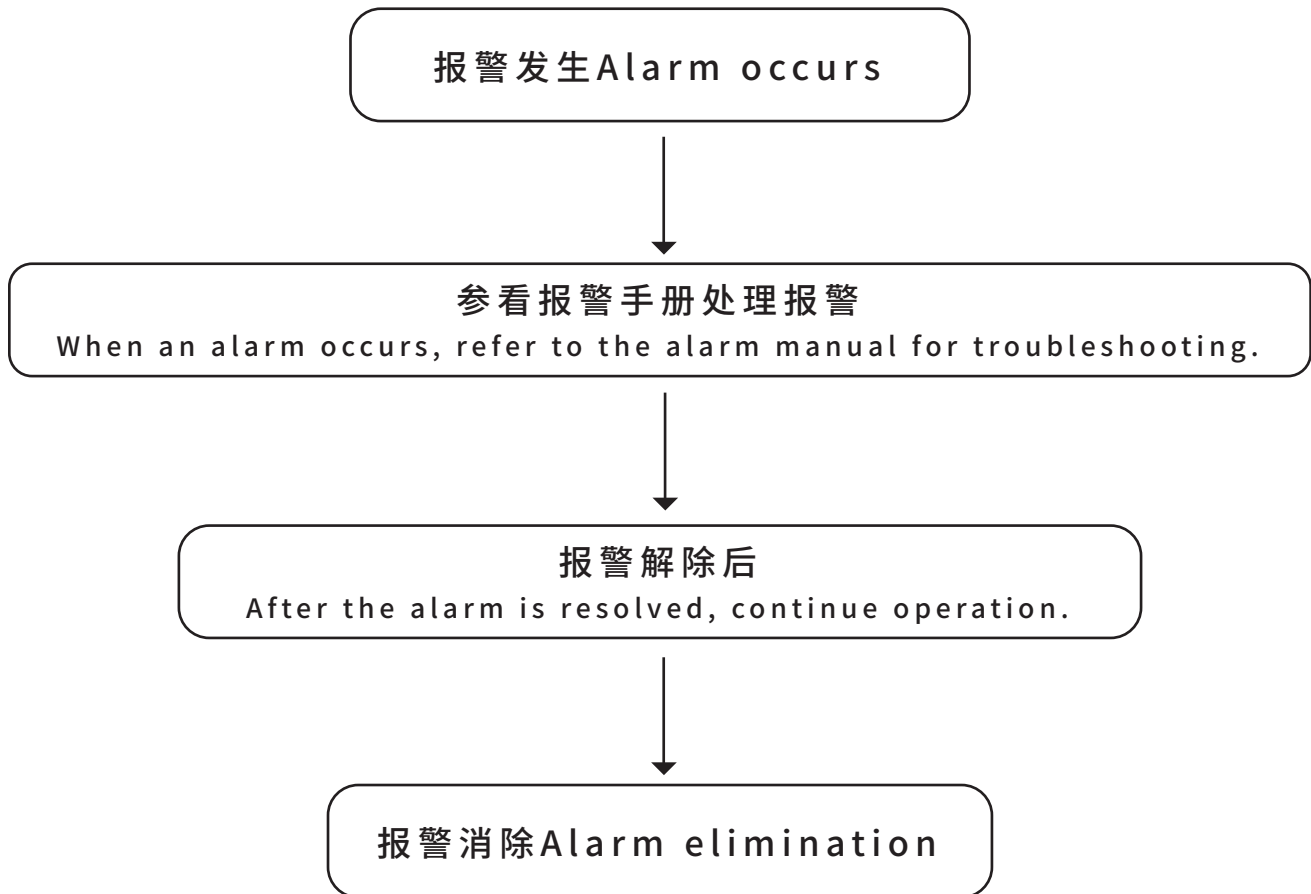 报警发生Alarm occurs
参看报警手册处理报警
When an alarm occurs, refer to the alarm manual for troubleshooting.
报警解除后
After the alarm is resolved, continue operation.
报警消除Alarm elimination